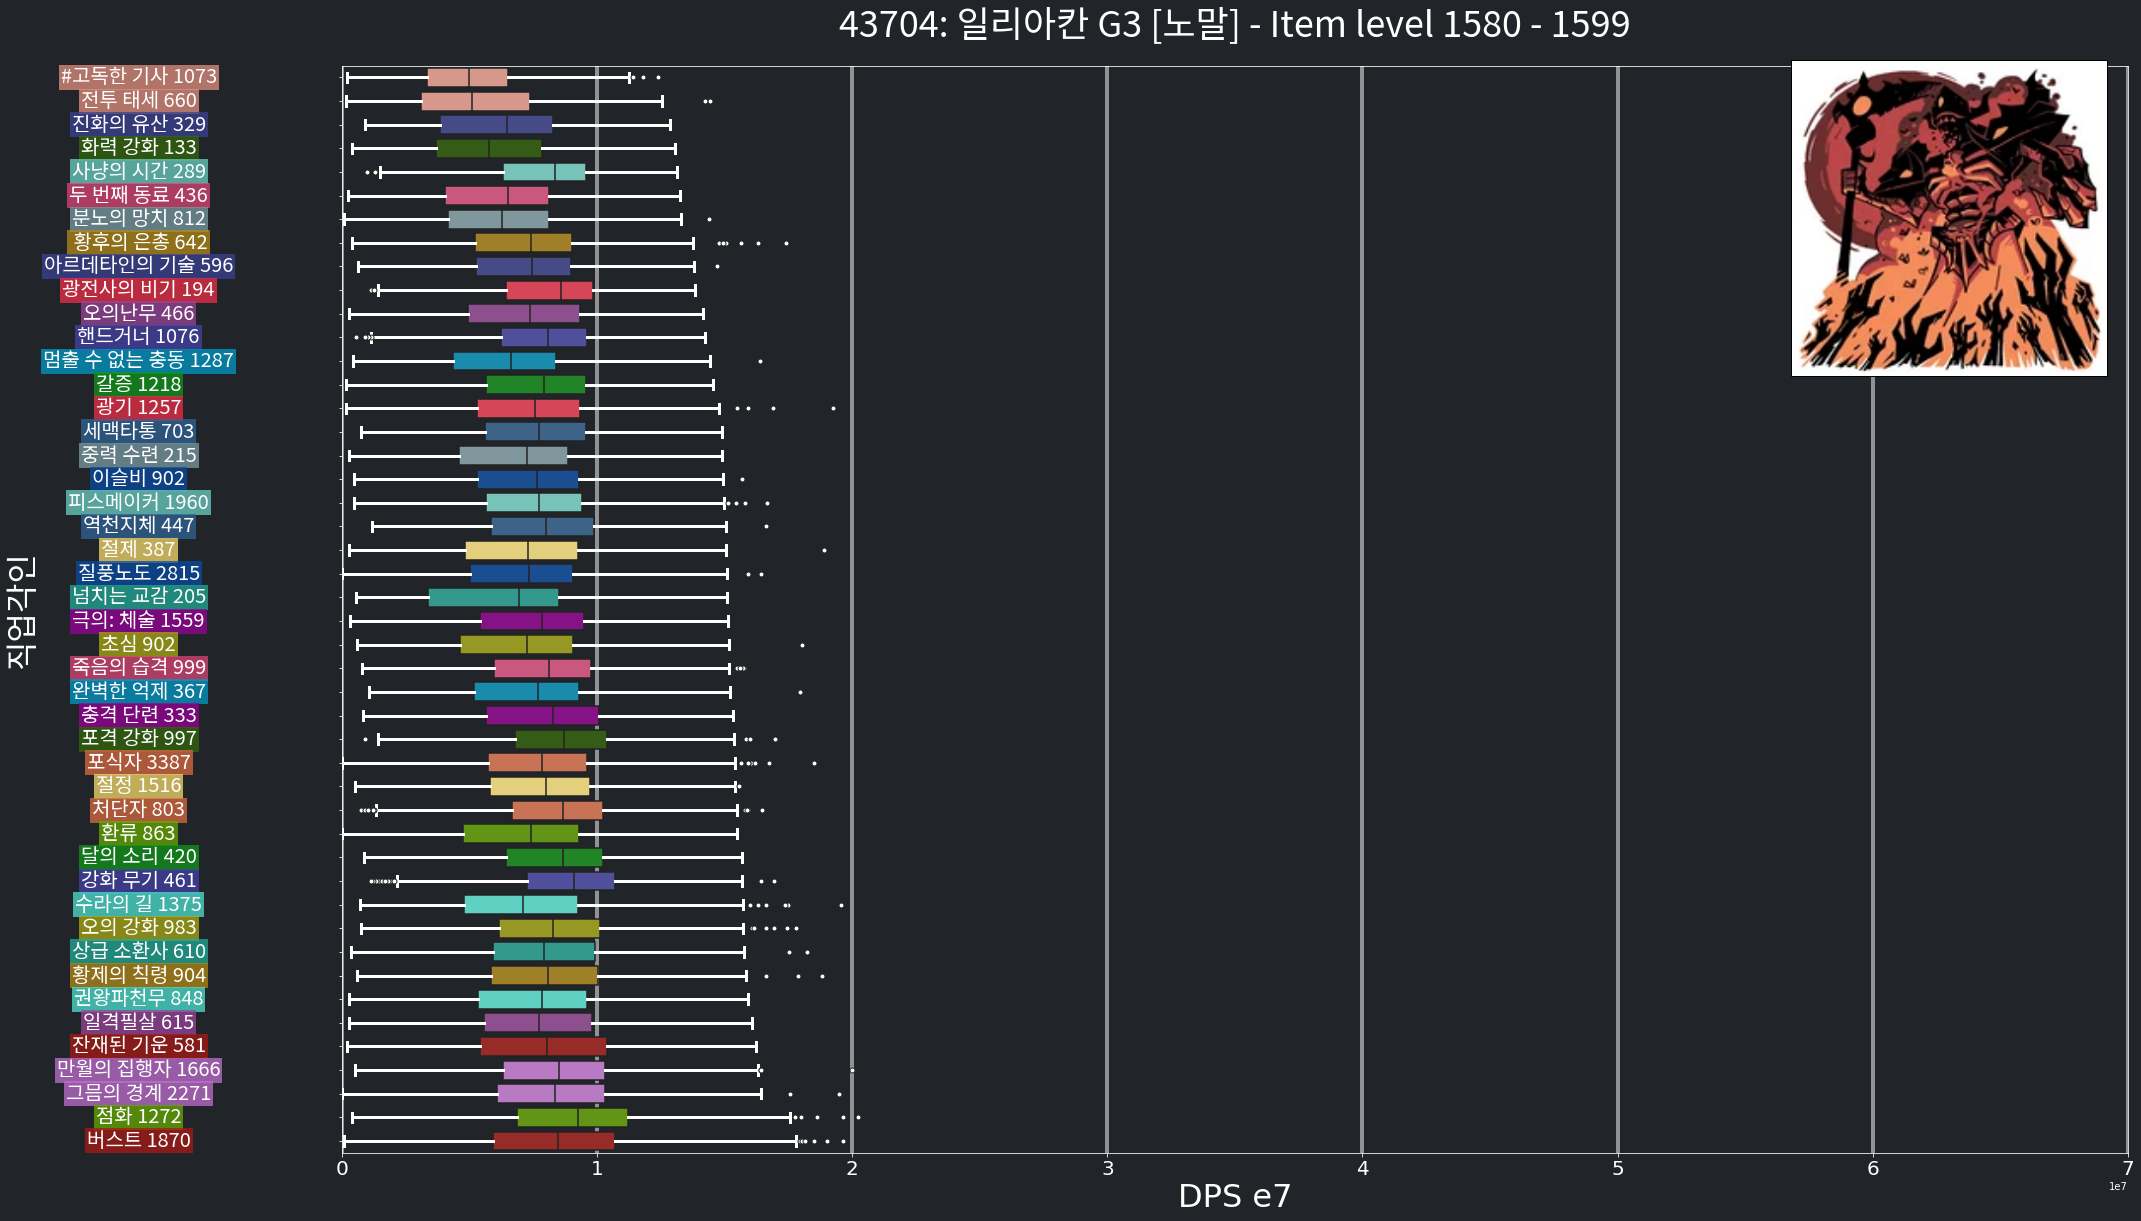 43704: 일리아칸 G3 [노말] - Item level 1580 - 1599
#고독한 기사 1073
전투 태세 660
진화의 유산 329
화력 강화 133
사냥의 시간 289
두 번째 동료 436
분노의 망치 812
황후의 은총 642
아르데타인의 기술 596
광전사의 비기 194
오의난무 466
핸드거너 1076
멈출 수 없는 충동 1287
갈증 1218
광기 1257
세맥타통 703
중력 수련 215
이슬비 902
피스메이커 1960
역천지체 447
절제 387
질풍노도 2815
넘치는 교감 205
극의: 체술 1559
초심 902
죽음의 습격 999
완벽한 억제 367
충격 단련 333
포격 강화 997
포식자 3387
절정 1516
처단자 803
환류 863
달의 소리 420
강화 무기 461
수라의 길 1375
오의 강화 983
상급 소환사 610
황제의 칙령 904
권왕파천무 848
일격필살 615
잔재된 기운 581
만월의 집행자 1666
그믐의 경계 2271
점화 1272
버스트 1870
직업각인
0 1 2 3 4 5 6 7
1e7
DPS e7